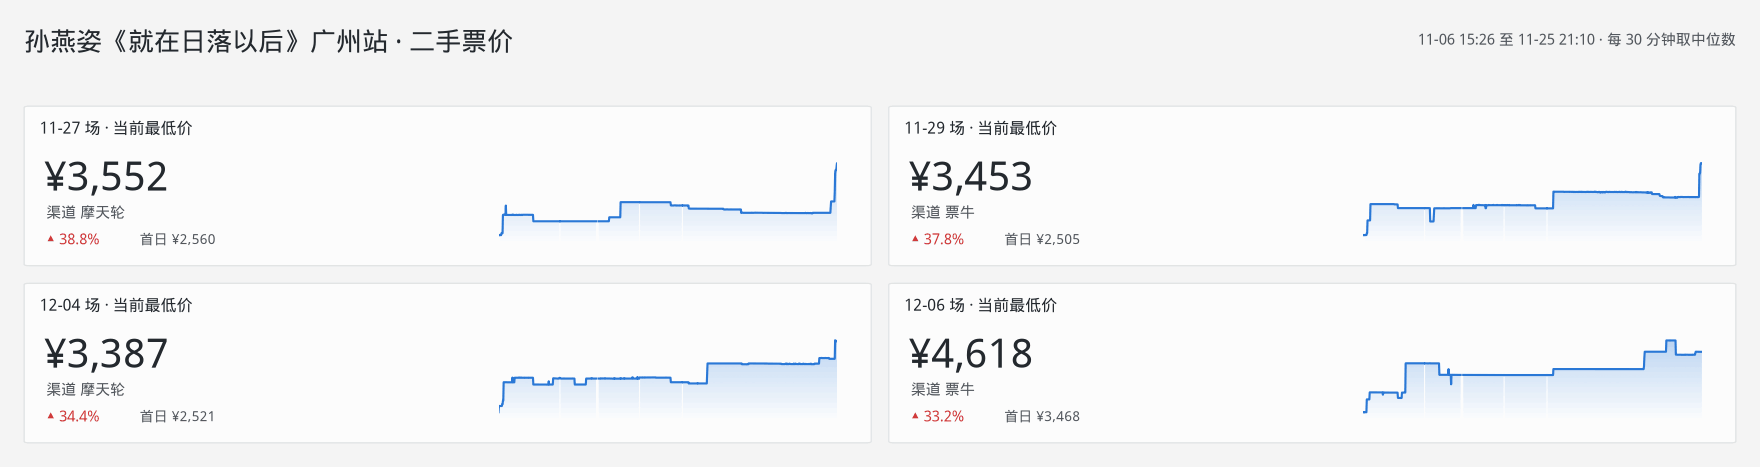 孙燕姿《就在日落以后》广州站 · 二手票价
11-06 15:26 至 11-25 21:10 · 每 30 分钟取中位数
11-27 场 · 当前最低价
¥3,552
渠道 摩天轮
▲ 38.8% 首日 ¥2,560
11-29 场 · 当前最低价
¥3,453
渠道 票牛
▲ 37.8% 首日 ¥2,505
12-04 场 · 当前最低价
¥3,387
渠道 摩天轮
▲ 34.4% 首日 ¥2,521
12-06 场 · 当前最低价
¥4,618
渠道 票牛
▲ 33.2% 首日 ¥3,468